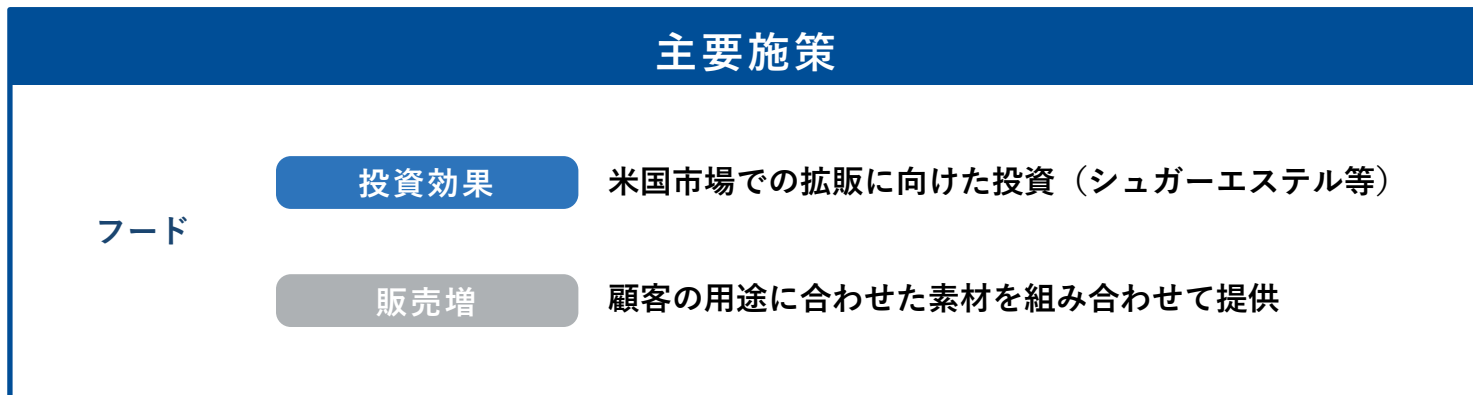 主要施策
投資効果 米国市場での拡販に向けた投資（シュガーエステル等）
フード
販売増 顧客の用途に合わせた素材を組み合わせて提供